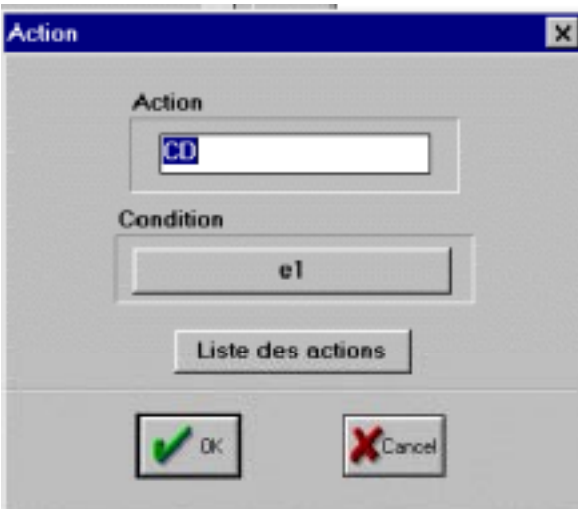 Action
Action
CD
Condition
e1
Liste des actions
OK
Cancel